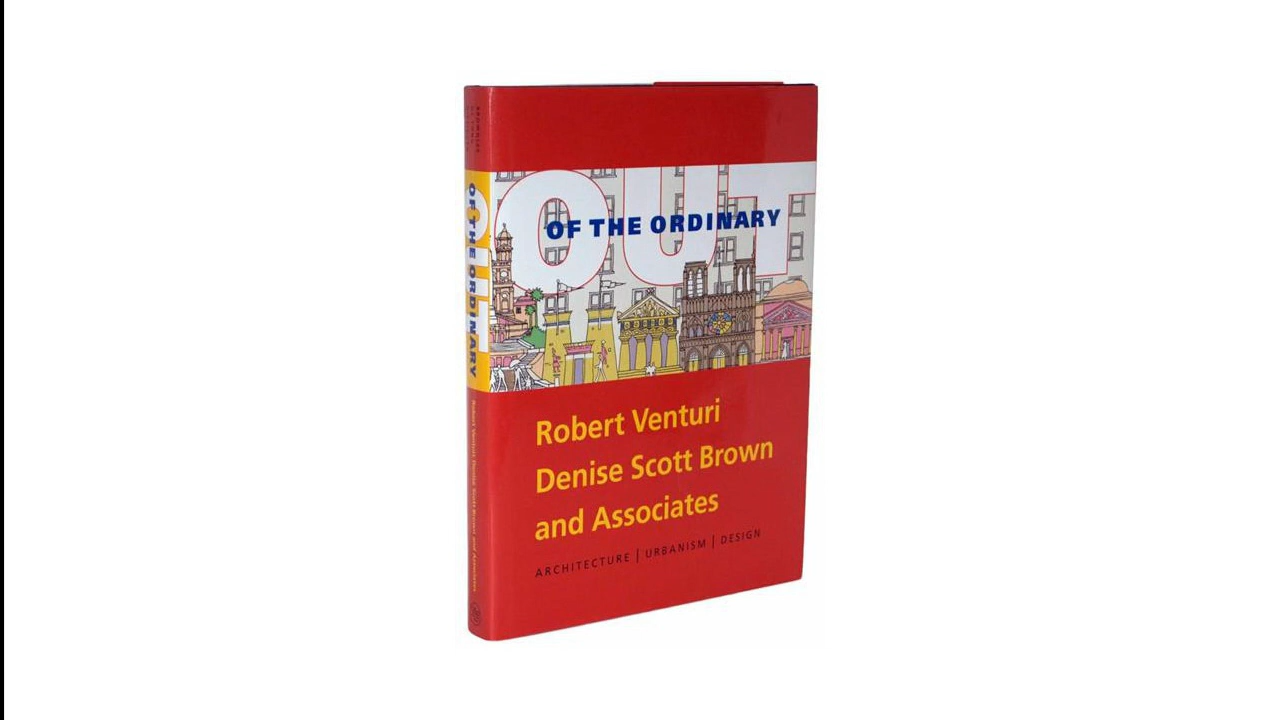 OUT
OF THE ORDINARY
Robert Venturi
Denise Scott Brown
and Associates
ARCHITECTURE | URBANISM | DESIGN
OUT
OF THE ORDINARY
Robert Venturi Denise Scott Brown and Associates